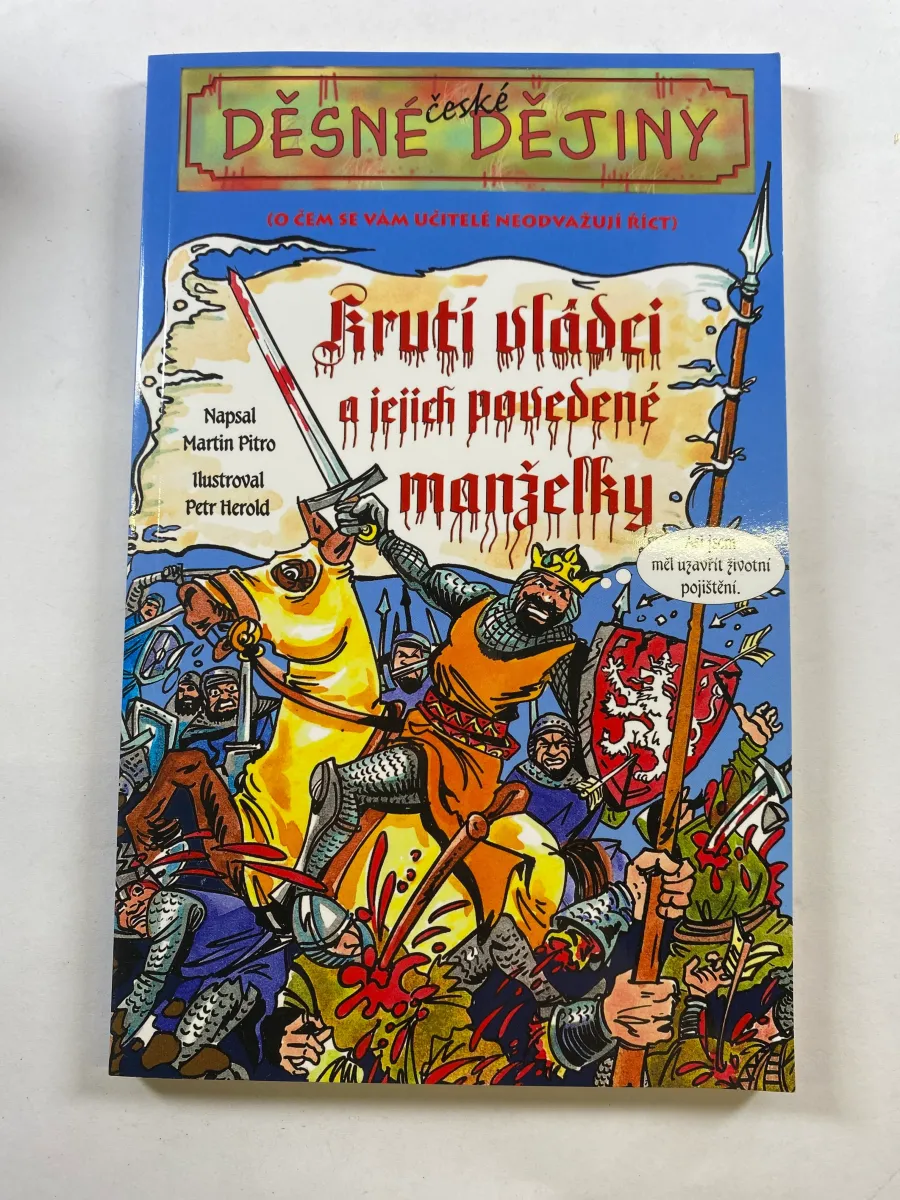 DĚSNÉ české DĚJINY
(O ČEM SE VÁM UČITELÉ NEODVAŽUJÍ ŘÍCT)
Krutí vládci
a jejich povedené
manželky
Napsal
Martin Pitro
Ilustroval
Petr Herold
jsem
měl uzavřít životní
pojištění.